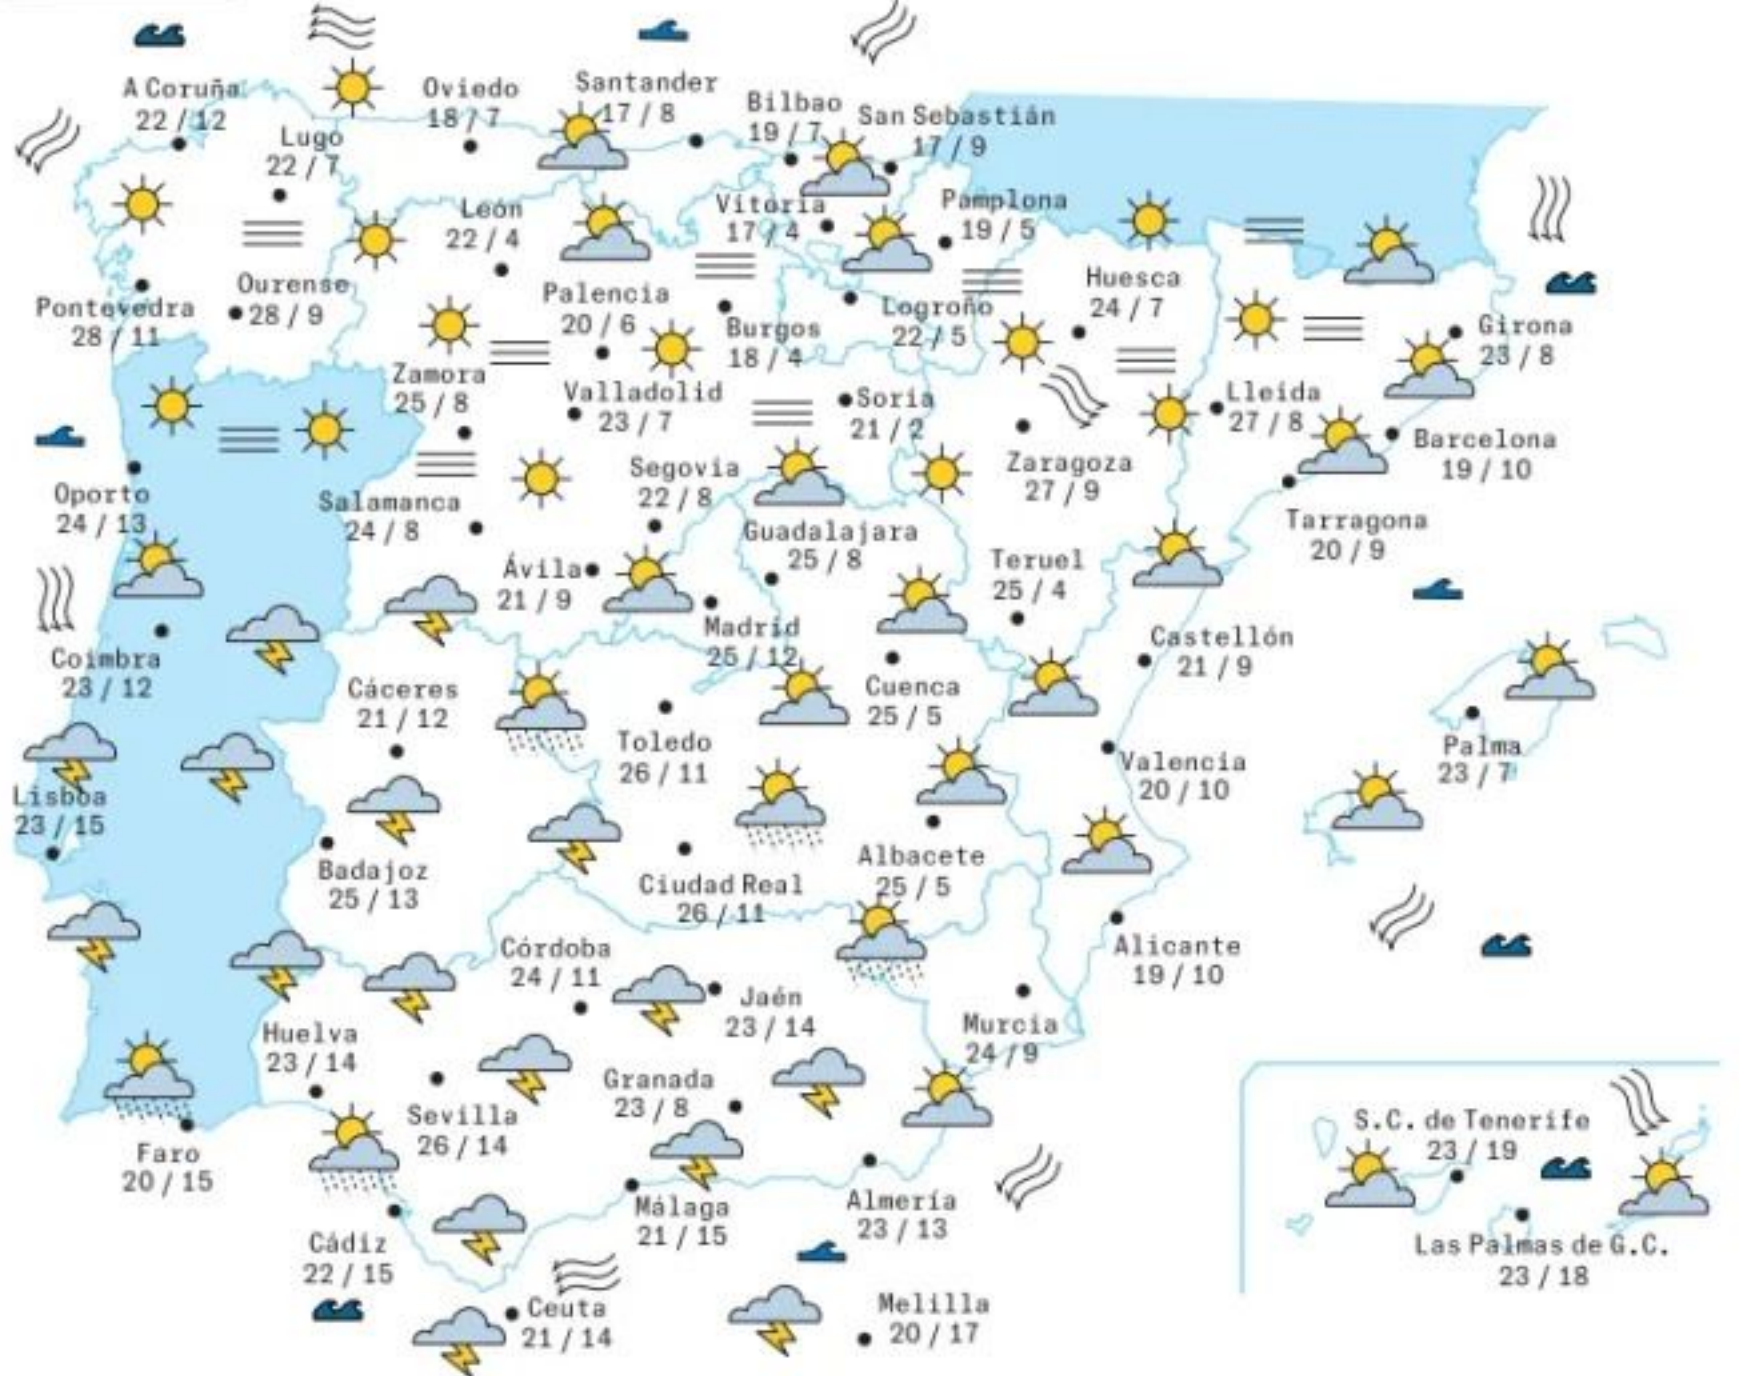 A Coruña
22 / 12
Oviedo
18 / 7
Santander
17 / 8
Bilbao
19 / 7
San Sebastián
17 / 9
Lugo
22 / 7
León
22 / 4
Vitoria
17 / 4
Pamplona
19 / 5
Pontevedra
28 / 11
Ourense
28 / 9
Palencia
20 / 6
Burgos
18 / 4
Logroño
22 / 5
Huesca
24 / 7
Girona
23 / 8
Zamora
25 / 8
Valladolid
23 / 7
Soria
21 / 2
Lleida
27 / 8
Barcelona
19 / 10
Oporto
24 / 13
Salamanca
24 / 8
Segovia
22 / 8
Zaragoza
27 / 9
Tarragona
20 / 9
Guadalajara
25 / 8
Ávila
21 / 9
Teruel
25 / 4
Madrid
25 / 12
Coimbra
23 / 12
Castellón
21 / 9
Cáceres
21 / 12
Cuenca
25 / 5
Toledo
26 / 11
Valencia
20 / 10
Palma
23 / 7
Lisboa
23 / 15
Badajoz
25 / 13
Ciudad Real
26 / 11
Albacete
25 / 5
Córdoba
24 / 11
Alicante
19 / 10
Jaén
23 / 14
Murcia
24 / 9
Huelva
23 / 14
Sevilla
26 / 14
Granada
23 / 8
Faro
20 / 15
Málaga
21 / 15
Almería
23 / 13
Cádiz
22 / 15
Ceuta
21 / 14
Melilla
20 / 17
S.C. de Tenerife
23 / 19
Las Palmas de G.C.
23 / 18